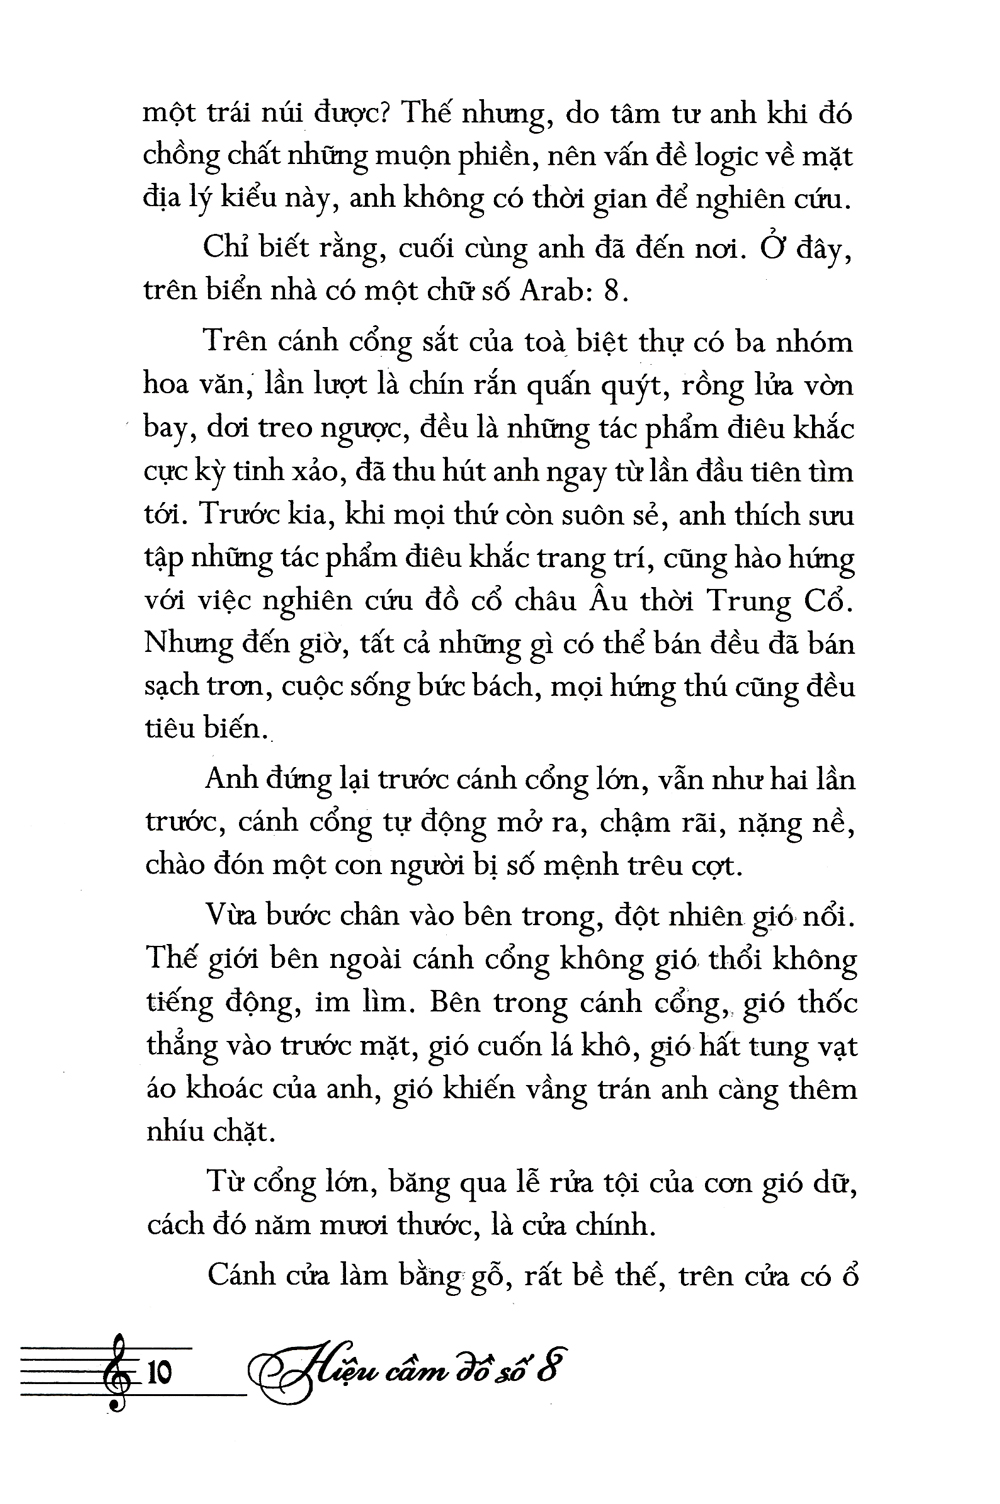 một trái núi được? Thế nhưng, do tâm tư anh khi đó
chồng chất những muộn phiền, nên vấn đề logic về mặt
địa lý kiểu này, anh không có thời gian để nghiên cứu.
Chỉ biết rằng, cuối cùng anh đã đến nơi. Ở đây,
trên biển nhà có một chữ số Arab: 8.
Trên cánh cổng sắt của toà biệt thự có ba nhóm
hoa văn, lần lượt là chín rắn quấn quýt, rồng lửa vờn
bay, dơi treo ngược, đều là những tác phẩm điêu khắc
cực kỳ tinh xảo, đã thu hút anh ngay từ lần đầu tiên tìm
tới. Trước kia, khi mọi thứ còn suôn sẻ, anh thích sưu
tập những tác phẩm điêu khắc trang trí, cũng hào hứng
với việc nghiên cứu đồ cổ châu Âu thời Trung Cổ.
Nhưng đến giờ, tất cả những gì có thể bán đều đã bán
sạch trơn, cuộc sống bức bách, mọi hứng thú cũng đều
tiêu biến.
Anh đứng lại trước cánh cổng lớn, vẫn như hai lần
trước, cánh cổng tự động mở ra, chậm rãi, nặng nề,
chào đón một con người bị số mệnh trêu cợt.
Vừa bước chân vào bên trong, đột nhiên gió nổi.
Thế giới bên ngoài cánh cổng không gió thổi không
tiếng động, im lìm. Bên trong cánh cổng, gió thốc
thẳng vào trước mặt, gió cuốn lá khô, gió hất tung vạt
áo khoác của anh, gió khiến vầng trán anh càng thêm
nhíu chặt.
Từ cổng lớn, băng qua lễ rửa tội của cơn gió dữ,
cách đó năm mươi thước, là cửa chính.
Cánh cửa làm bằng gỗ, rất bề thế, trên cửa có ổ
10 Hiệu cầm đồ số 8